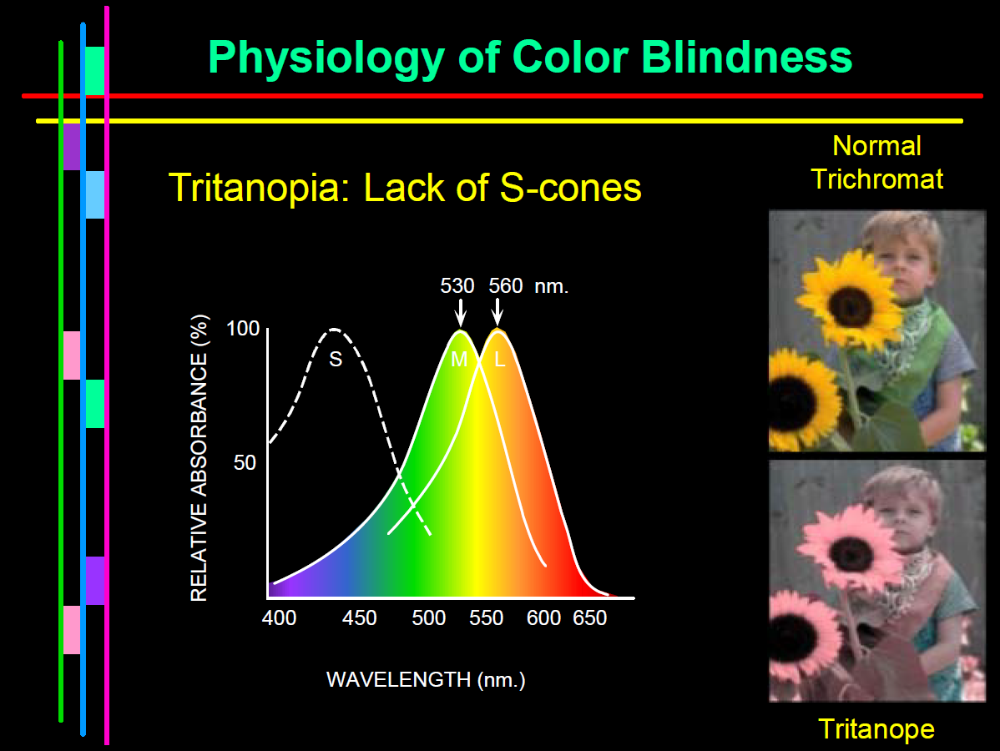 Physiology of Color Blindness
Normal
Trichromat
Tritanopia: Lack of S-cones
530 560 nm.
RELATIVE ABSORBANCE (%)
100
S
M
L
50
400 450 500 550 600 650
WAVELENGTH (nm.)
Tritanope